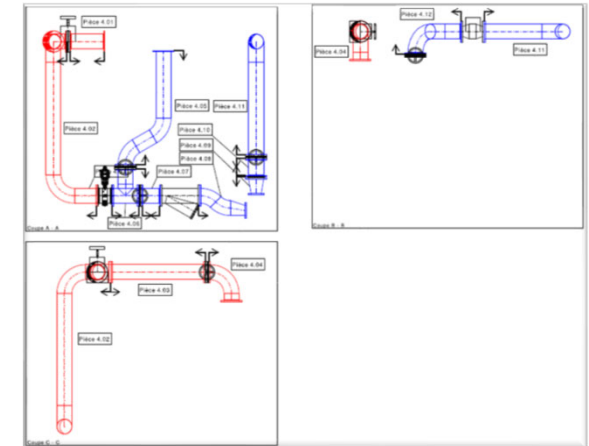 Pièce 4.01
Pièce 4.02
Pièce 4.03
Pièce 4.11
Pièce 4.10
Pièce 4.09
Pièce 4.08
Pièce 4.07
Pièce 4.05
Coupe A - A
Pièce 4.12
Pièce 4.04
Pièce 4.11
Coupe B - B
Pièce 4.04
Pièce 4.03
Pièce 4.02
Coupe C - C